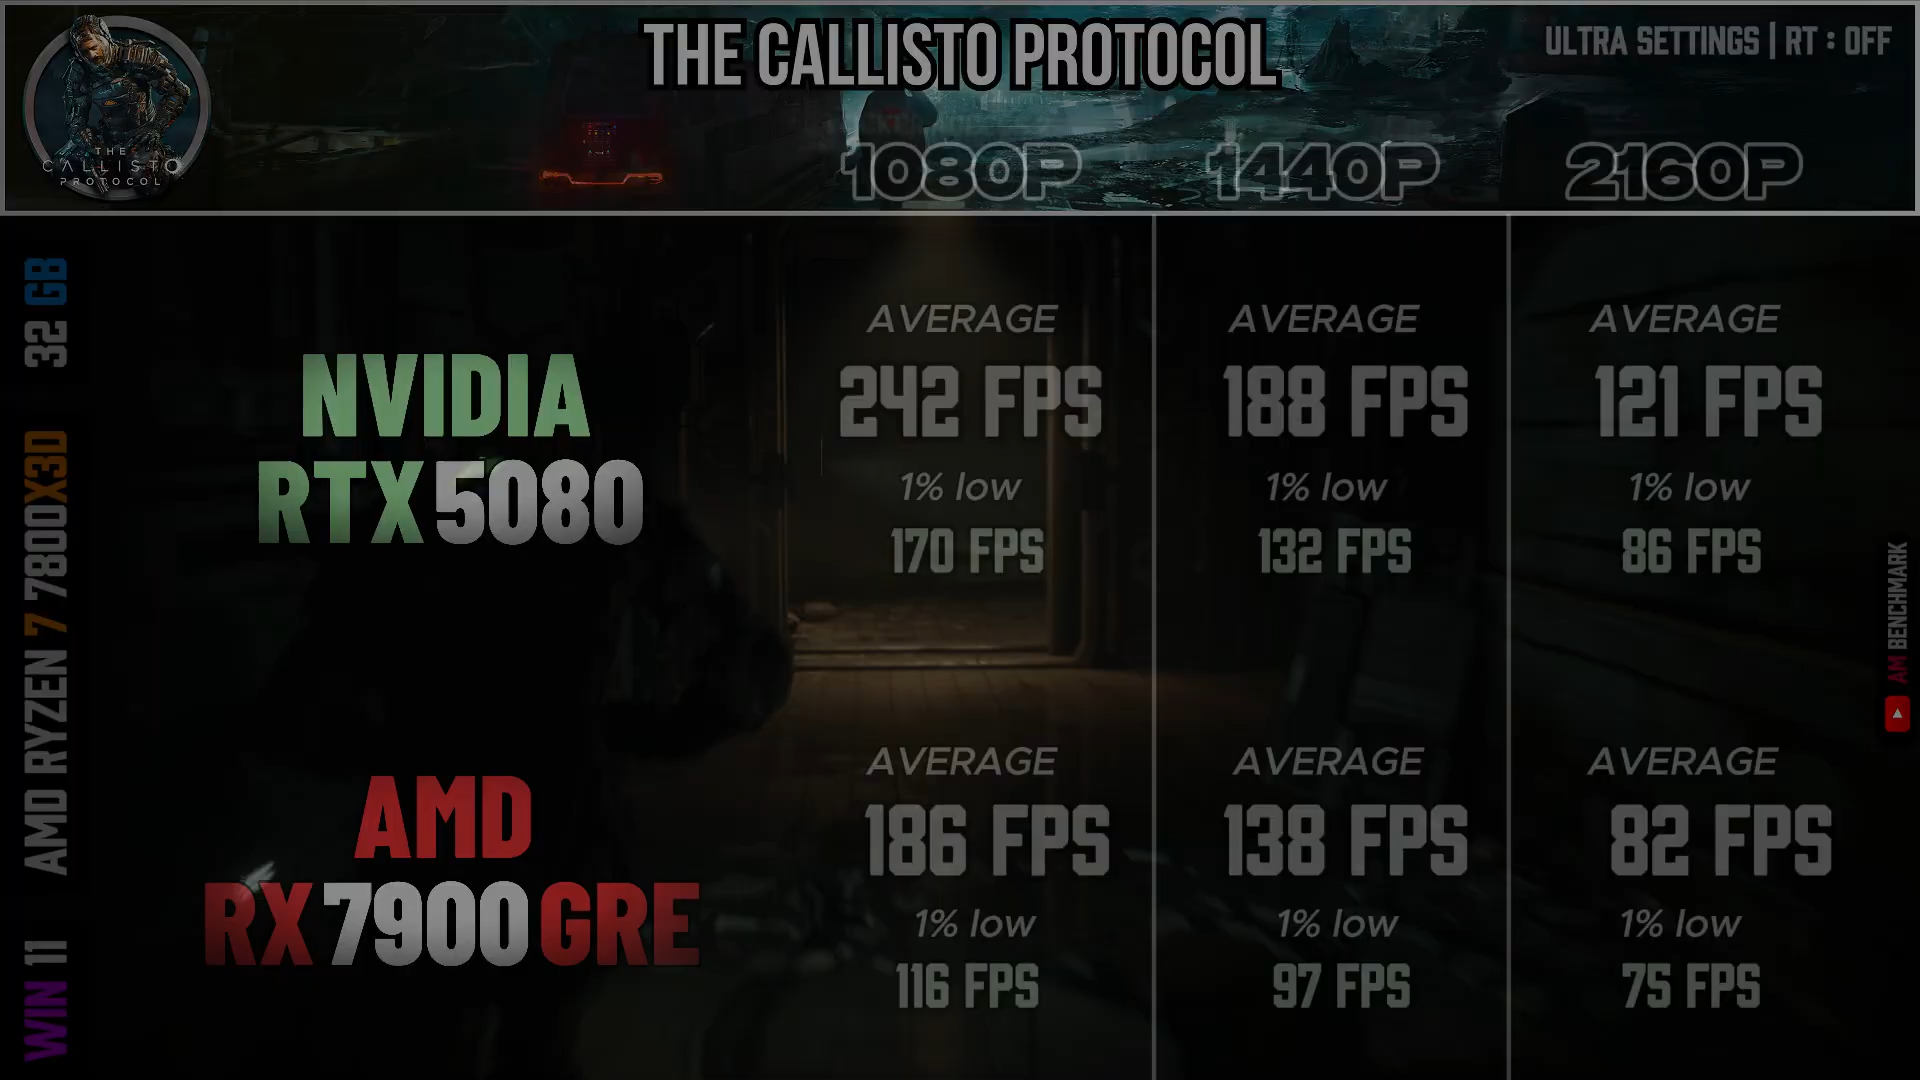 THE CALLISTO PROTOCOL
ULTRA SETTINGS | RT : OFF
THE
CALLISTO
PROTOCOL
1080P
1440P
2160P
NVIDIA
RTX 5080
AVERAGE
242 FPS
1% low
170 FPS
AVERAGE
188 FPS
1% low
132 FPS
AVERAGE
121 FPS
1% low
86 FPS
AMD
RX 7900 GRE
AVERAGE
186 FPS
1% low
116 FPS
AVERAGE
138 FPS
1% low
97 FPS
AVERAGE
82 FPS
1% low
75 FPS
WIN 11 AMD RYZEN 7 7800X3D 32 GB
AM BENCHMARK